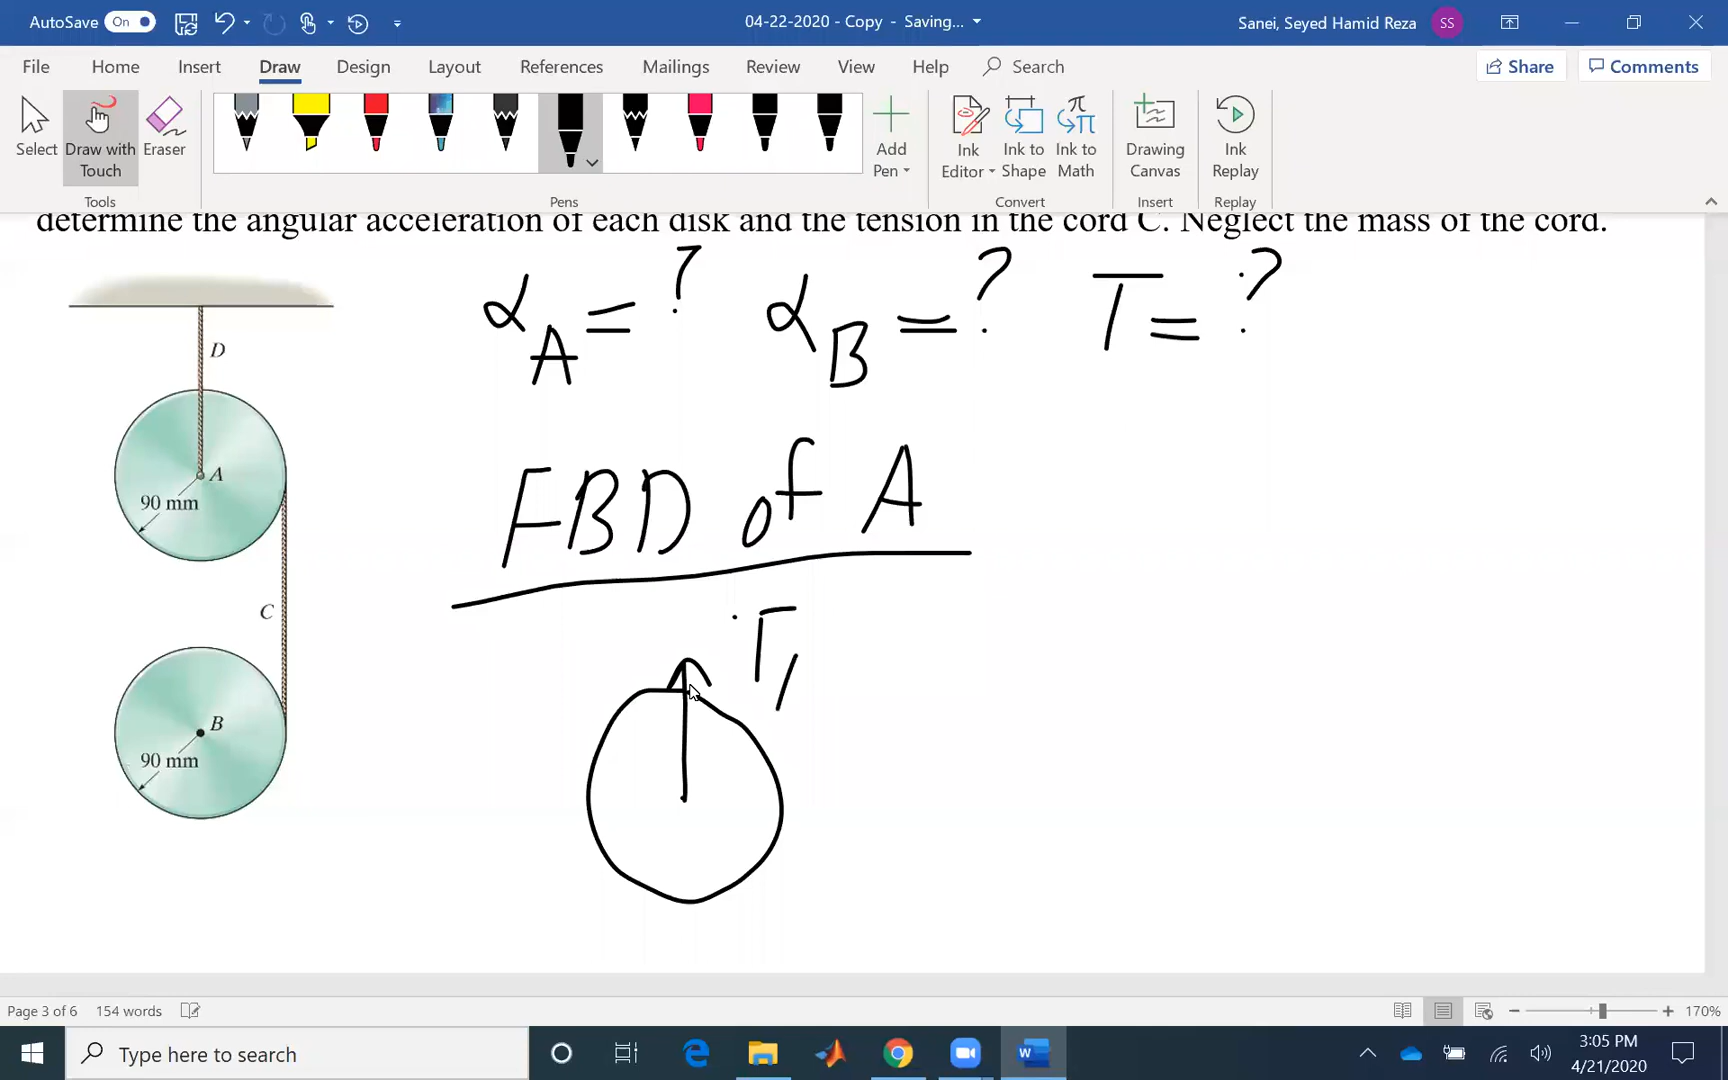 AutoSave On 04-22-2020 - Copy - Saving... Sanei, Seyed Hamid Reza SS
File Home Insert Draw Design Layout References Mailings Review View Help Search Share Comments
Select Draw with Touch Eraser Add Pen Ink Editor Ink to Shape Ink to Math Drawing Canvas Ink Replay
Tools Pens Convert Insert Replay
determine the angular acceleration of each disk and the tension in the cord C. Neglect the mass of the cord.
α_A = ? α_B = ? T = ?
D
A
90 mm
FBD of A
C
T,
B
90 mm
Page 3 of 6 154 words 170%
Type here to search 3:05 PM
4/21/2020